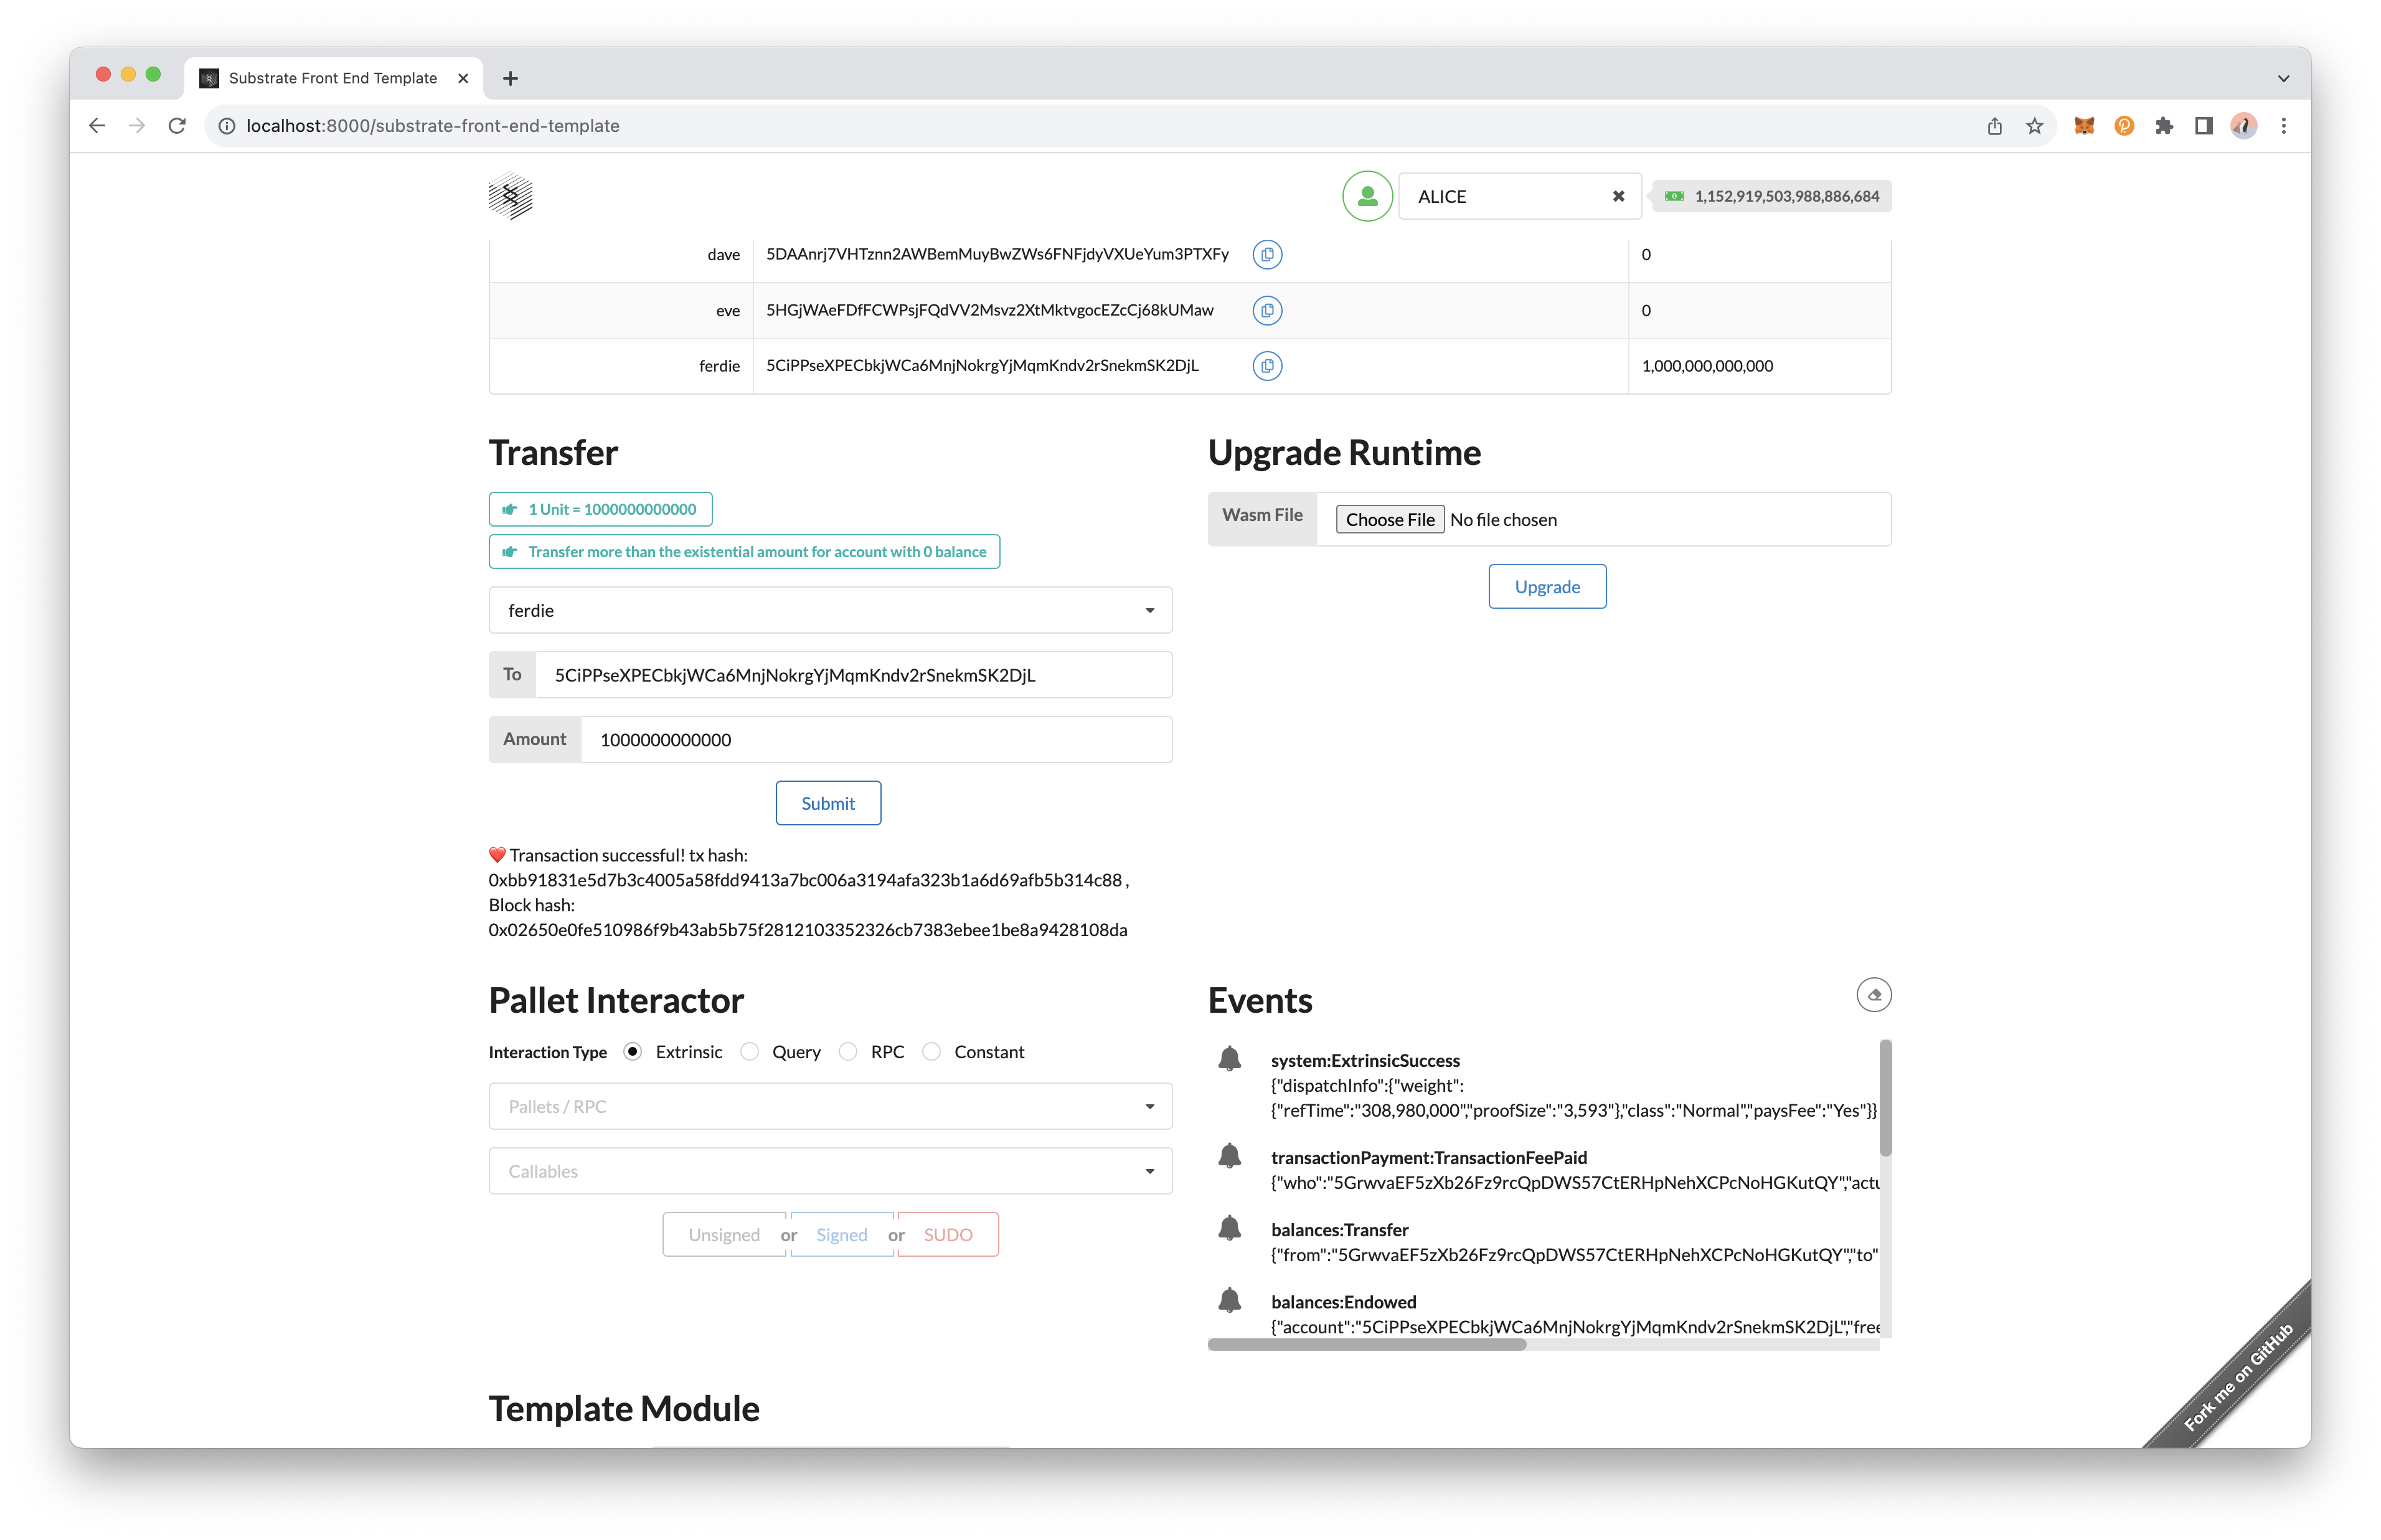 Substrate Front End Template
localhost:8000/substrate-front-end-template
ALICE
1,152,919,503,988,886,684
dave 5DAAnrj7VHTznn2AWBemMuyBwZWs6FNFjdyVXUeYum3PTXFy 0
eve 5HGjWAeFDfFCWPsjFQdVV2Msvz2XtMktvgocEZcCj68kUMaw 0
ferdie 5CiPPseXPECbkjWCa6MnjNokrgYjMqmKndv2rSnekmSK2DjL 1,000,000,000,000
Transfer
1 Unit = 1000000000000
Transfer more than the existential amount for account with 0 balance
ferdie
To 5CiPPseXPECbkjWCa6MnjNokrgYjMqmKndv2rSnekmSK2DjL
Amount 1000000000000
Submit
Transaction successful! tx hash:
0xbb91831e5d7b3c4005a58fdd9413a7bc006a3194afa323b1a6d69afb5b314c88 ,
Block hash:
0x02650e0fe510986f9b43ab5b75f2812103352326cb7383ebee1be8a9428108da
Upgrade Runtime
Wasm File Choose File No file chosen
Upgrade
Pallet Interactor
Interaction Type Extrinsic Query RPC Constant
Pallets / RPC
Callables
Unsigned or Signed or SUDO
Events
system:ExtrinsicSuccess
{"dispatchInfo":{"weight":
{"refTime":"308,980,000","proofSize":"3,593"},"class":"Normal","paysFee":"Yes"}}
transactionPayment:TransactionFeePaid
{"who":"5GrwvaEF5zXb26Fz9rcQpDWS57CtERHpNehXCPcNoHGKutQY","actu
balances:Transfer
{"from":"5GrwvaEF5zXb26Fz9rcQpDWS57CtERHpNehXCPcNoHGKutQY","to"
balances:Endowed
{"account":"5CiPPseXPECbkjWCa6MnjNokrgYjMqmKndv2rSnekmSK2DjL","free
Template Module
Fork me on GitHub